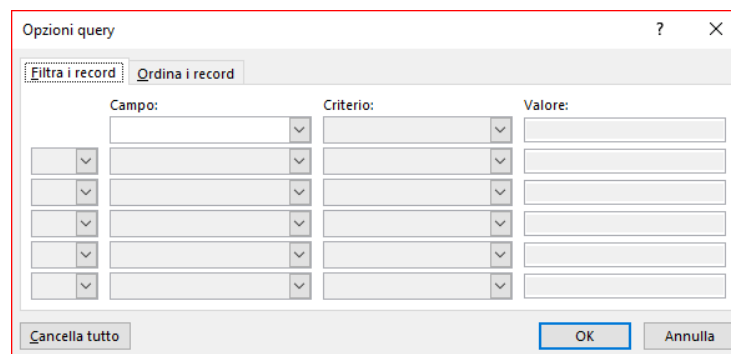 Opzioni query
?
Filtra i record
Ordina i record
Campo:
Criterio:
Valore:
Cancella tutto
OK
Annulla